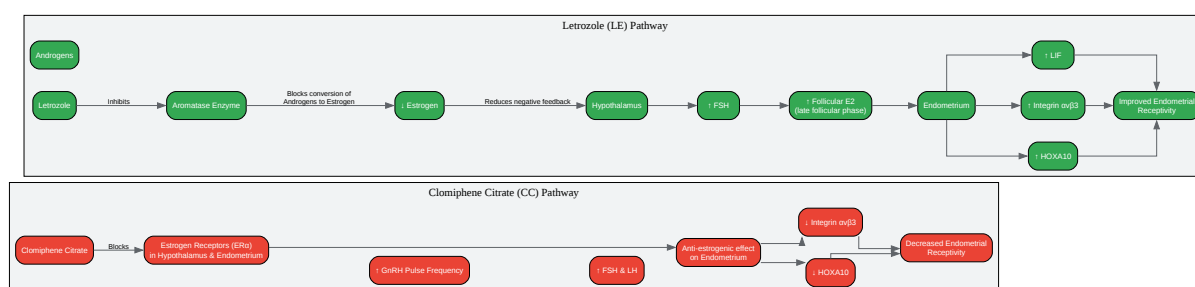 Letrozole (LE) Pathway
Androgens
Letrozole
Inhibits
Aromatase Enzyme
Blocks conversion of
Androgens to Estrogen
↓ Estrogen
Reduces negative feedback
Hypothalamus
↑ FSH
↑ Follicular E2
(late follicular phase)
Endometrium
↑ LIF
↑ Integrin αvβ3
↑ HOXA10
Improved Endometrial
Receptivity
Clomiphene Citrate (CC) Pathway
Clomiphene Citrate
Blocks
Estrogen Receptors (ERα)
in Hypothalamus & Endometrium
↑ GnRH Pulse Frequency
↑ FSH & LH
Anti-estrogenic effect
on Endometrium
↓ Integrin αvβ3
↓ HOXA10
Decreased Endometrial
Receptivity